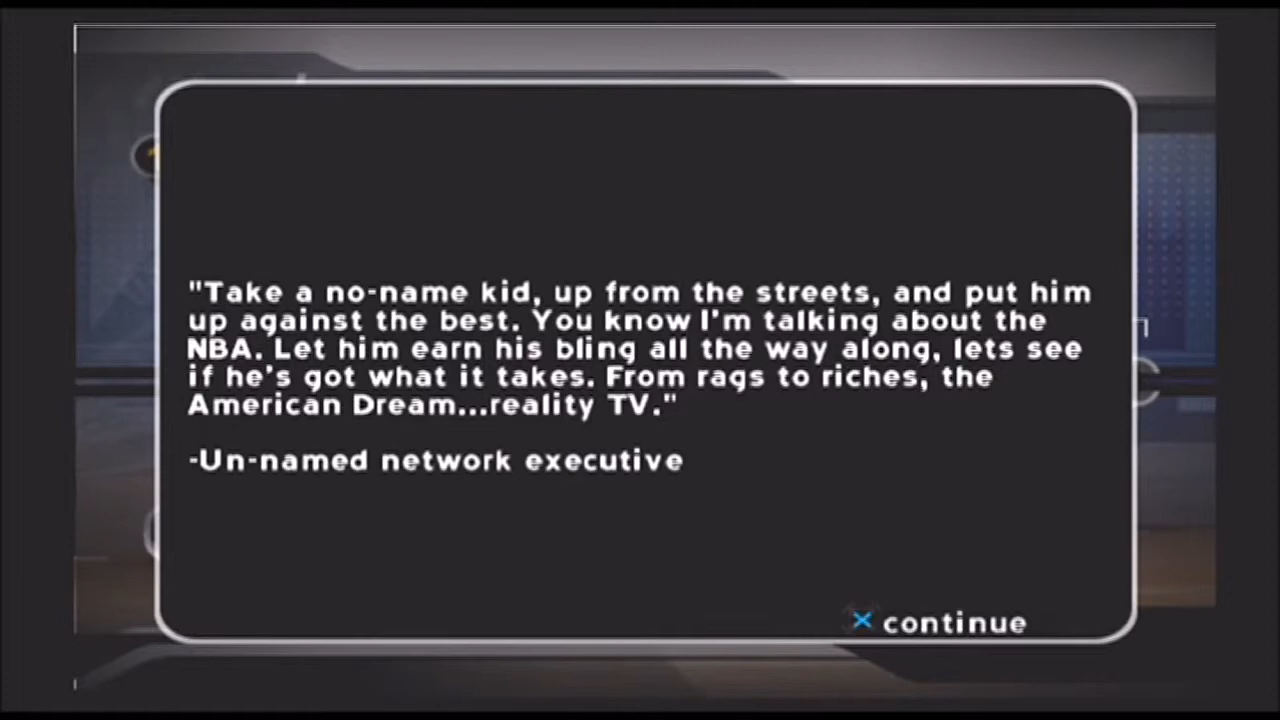 "Take a no-name kid, up from the streets, and put him
up against the best. You know I'm talking about the
NBA. Let him earn his bling all the way along, lets see
if he's got what it takes. From rags to riches, the
American Dream...reality TV."
-Un-named network executive
continue